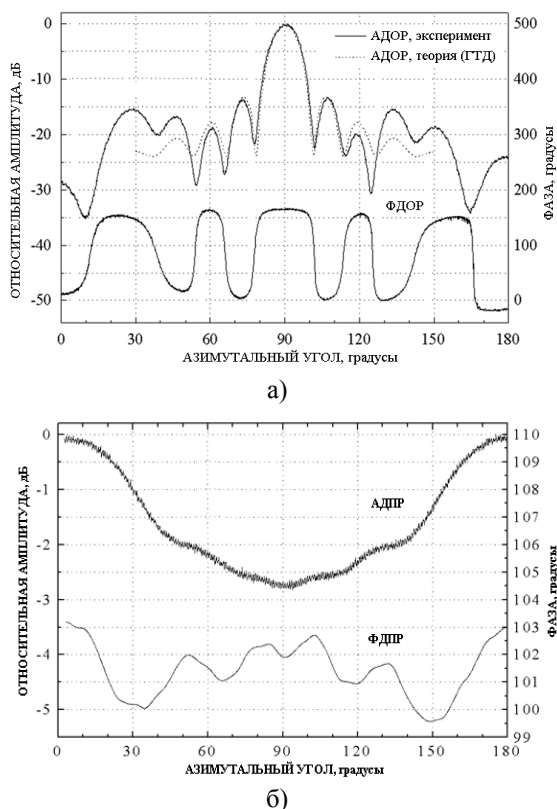 0
-10
-20
-30
-40
-50
ОТНОСИТЕЛЬНАЯ АМПЛИТУДА, дБ
АДОР, эксперимент
АДОР, теория (ГТД)
ФДОР
500
400
300
200
100
0
ФАЗА, градусы
0 30 60 90 120 150 180
АЗИМУТАЛЬНЫЙ УГОЛ, градусы
а)
0
-1
-2
-3
-4
-5
ОТНОСИТЕЛЬНАЯ АМПЛИТУДА, дБ
АДПР
ФДПР
110
109
108
107
106
105
104
103
102
101
100
99
ФАЗА, градусы
0 30 60 90 120 150 180
АЗИМУТАЛЬНЫЙ УГОЛ, градусы
б)